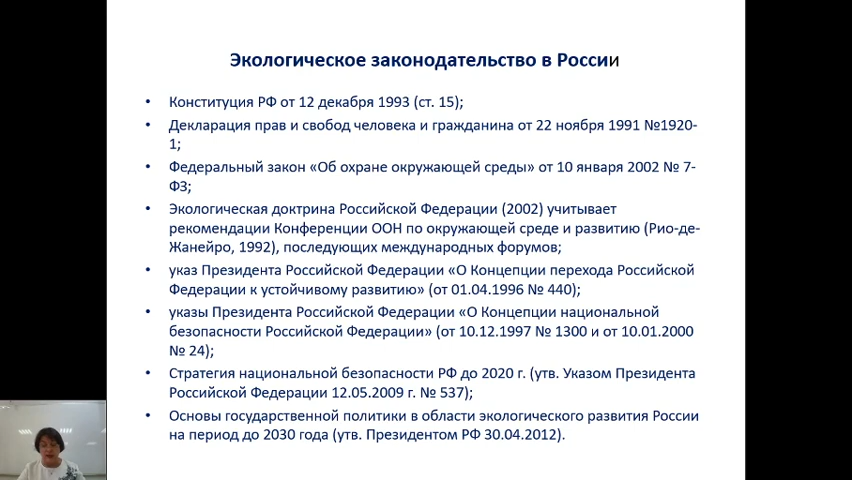 Экологическое законодательство в России
• Конституция РФ от 12 декабря 1993 (ст. 15);
• Декларация прав и свобод человека и гражданина от 22 ноября 1991 №1920-
1;
• Федеральный закон «Об охране окружающей среды» от 10 января 2002 № 7-
ФЗ;
• Экологическая доктрина Российской Федерации (2002) учитывает
рекомендации Конференции ООН по окружающей среде и развитию (Рио-де-
Жанейро, 1992), последующих международных форумов;
• указ Президента Российской Федерации «О Концепции перехода Российской
Федерации к устойчивому развитию» (от 01.04.1996 № 440);
• указы Президента Российской Федерации «О Концепции национальной
безопасности Российской Федерации» (от 10.12.1997 № 1300 и от 10.01.2000
№ 24);
• Стратегия национальной безопасности РФ до 2020 г. (утв. Указом Президента
Российской Федерации 12.05.2009 г. № 537);
• Основы государственной политики в области экологического развития России
на период до 2030 года (утв. Президентом РФ 30.04.2012).